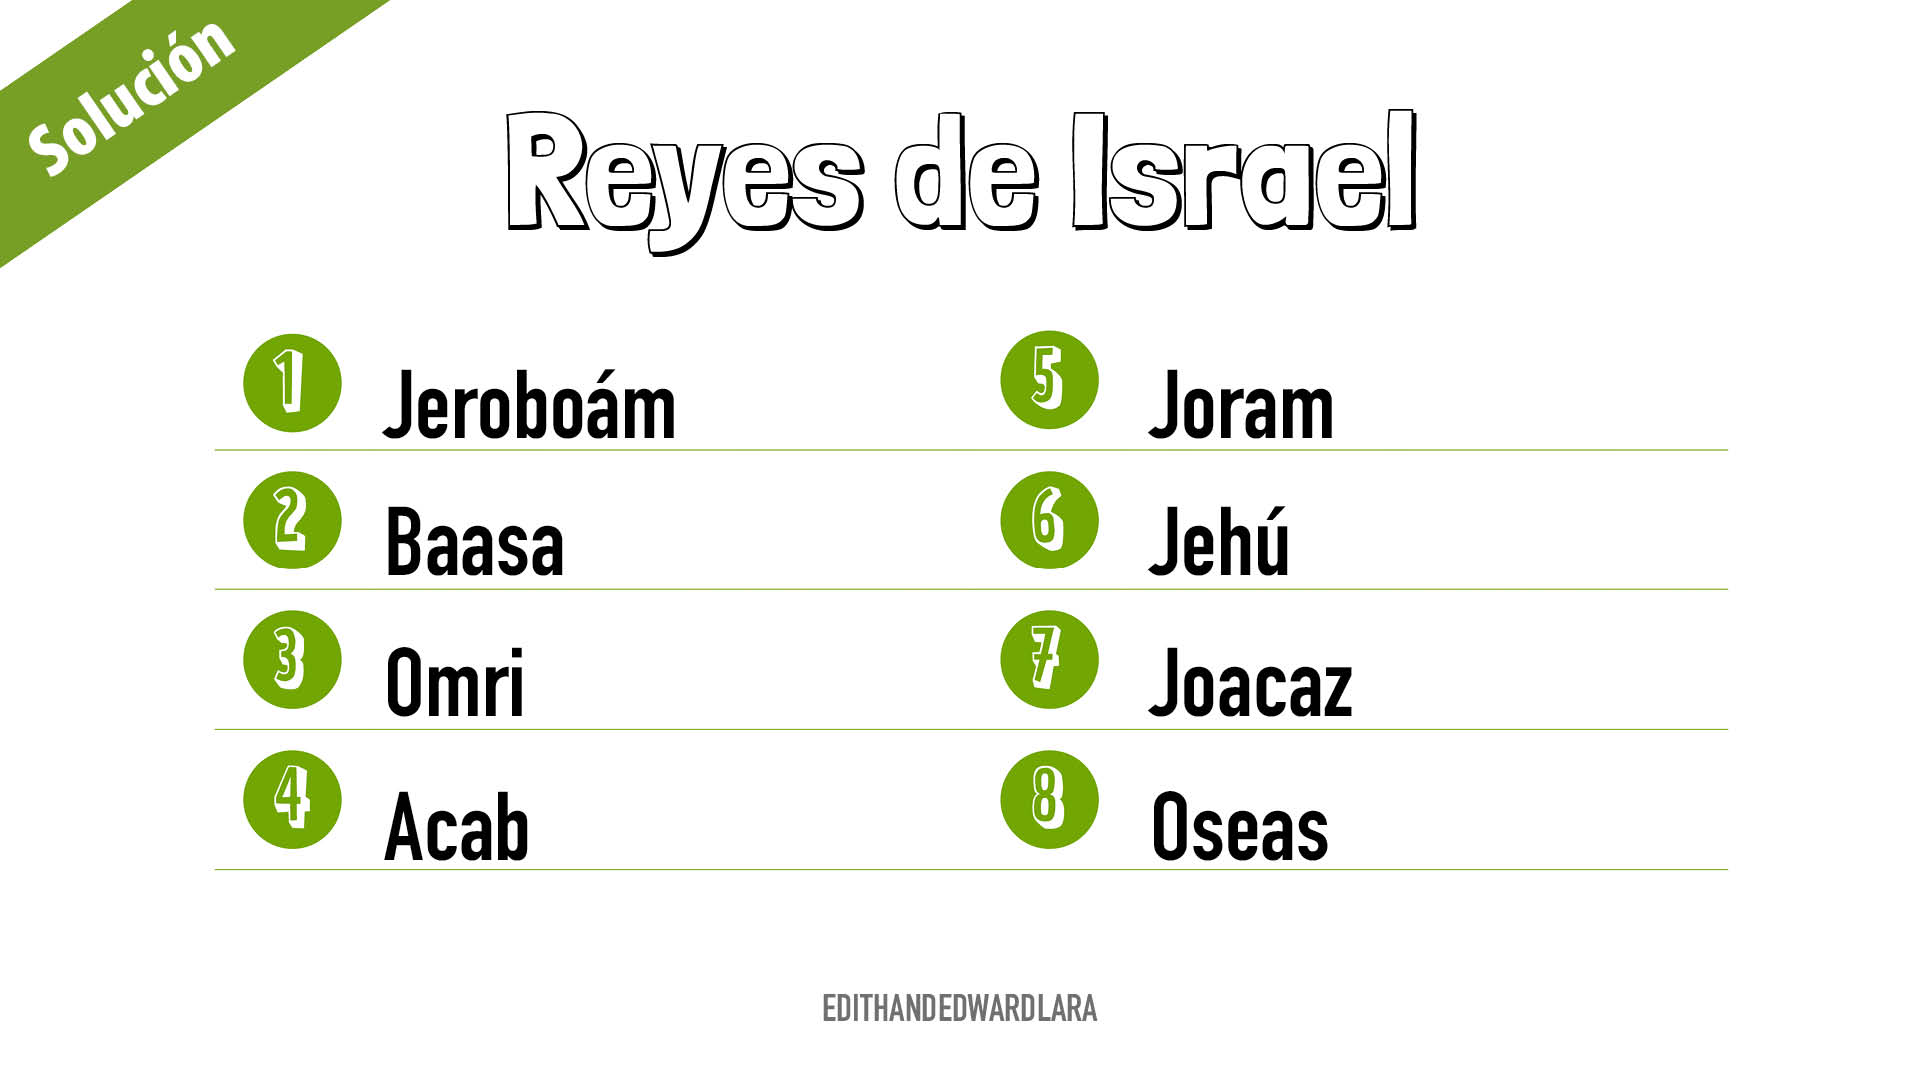 Solución
Reyes de Israel
1 Jeroboám
2 Baasa
3 Omri
4 Acab
5 Joram
6 Jehú
7 Joacaz
8 Oseas
EDITHANDEDWARDLARA